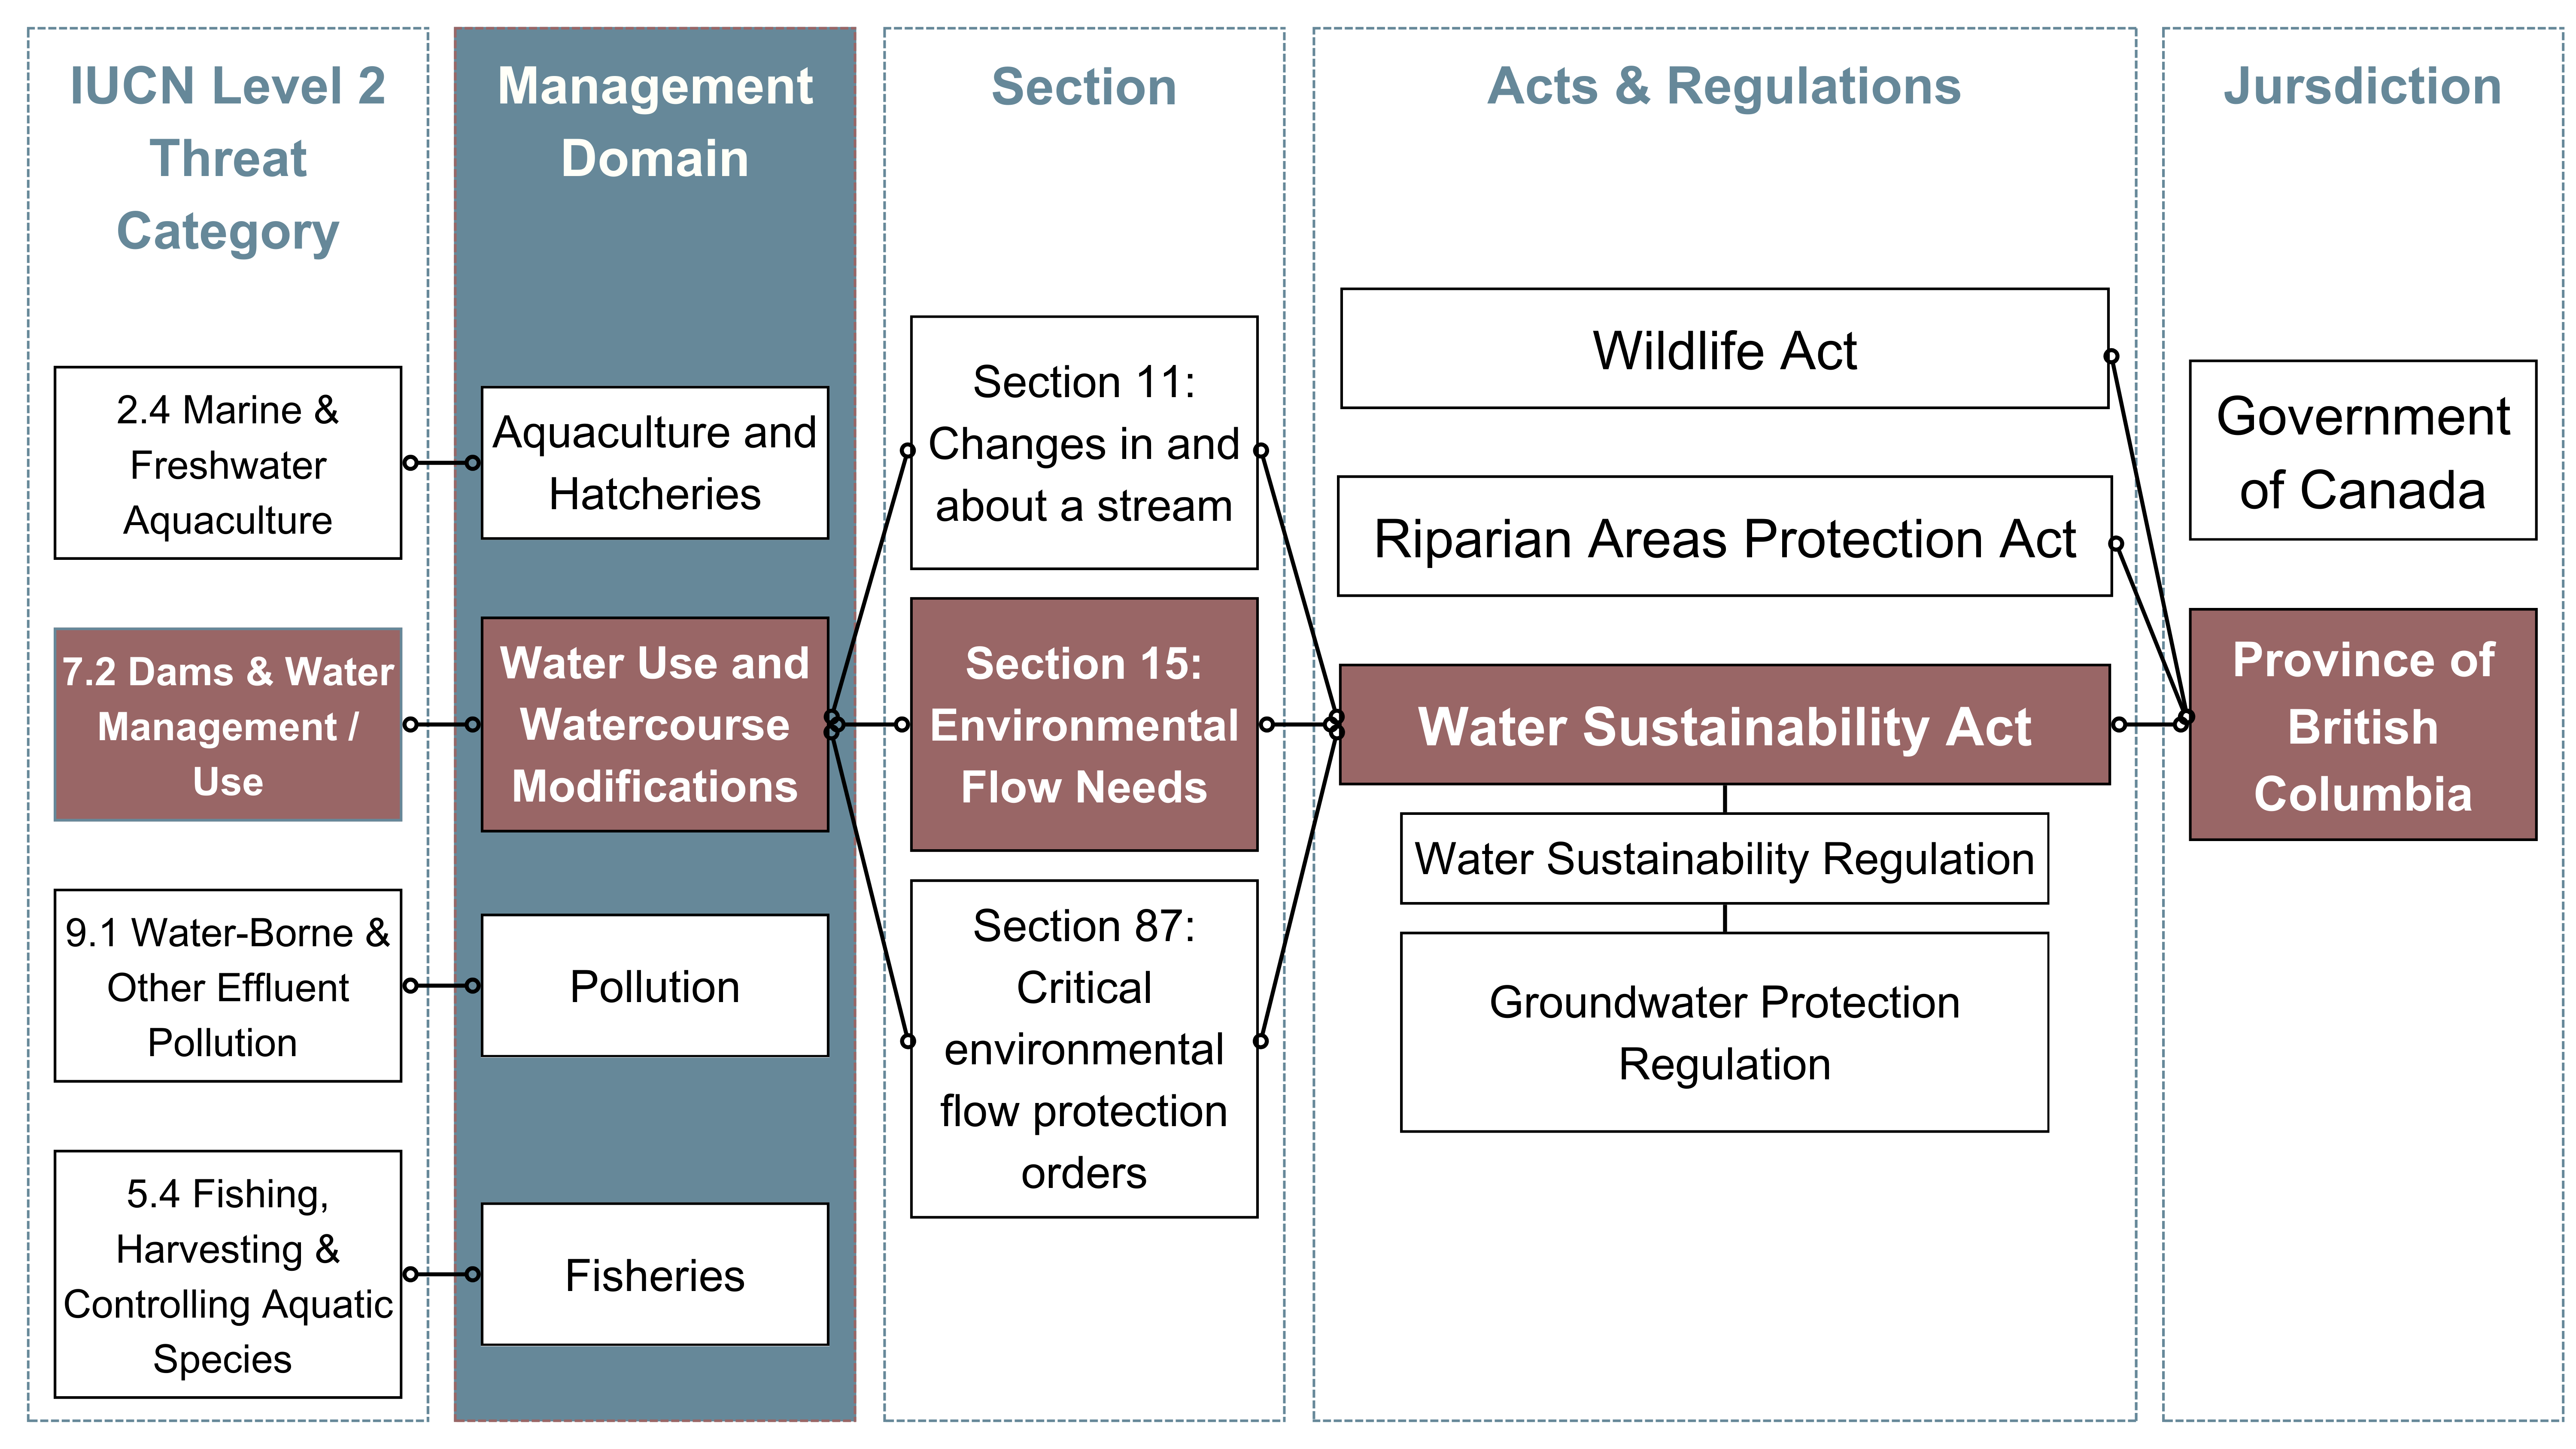 IUCN Level 2
Threat
Category
2.4 Marine &
Freshwater
Aquaculture
7.2 Dams & Water
Management /
Use
9.1 Water-Borne &
Other Effluent
Pollution
5.4 Fishing,
Harvesting &
Controlling Aquatic
Species
Management
Domain
Aquaculture and
Hatcheries
Water Use and
Watercourse
Modifications
Pollution
Fisheries
Section
Section 11:
Changes in and
about a stream
Section 15:
Environmental
Flow Needs
Section 87:
Critical
environmental
flow protection
orders
Acts & Regulations
Wildlife Act
Riparian Areas Protection Act
Water Sustainability Act
Water Sustainability Regulation
Groundwater Protection
Regulation
Jursdiction
Government
of Canada
Province of
British
Columbia